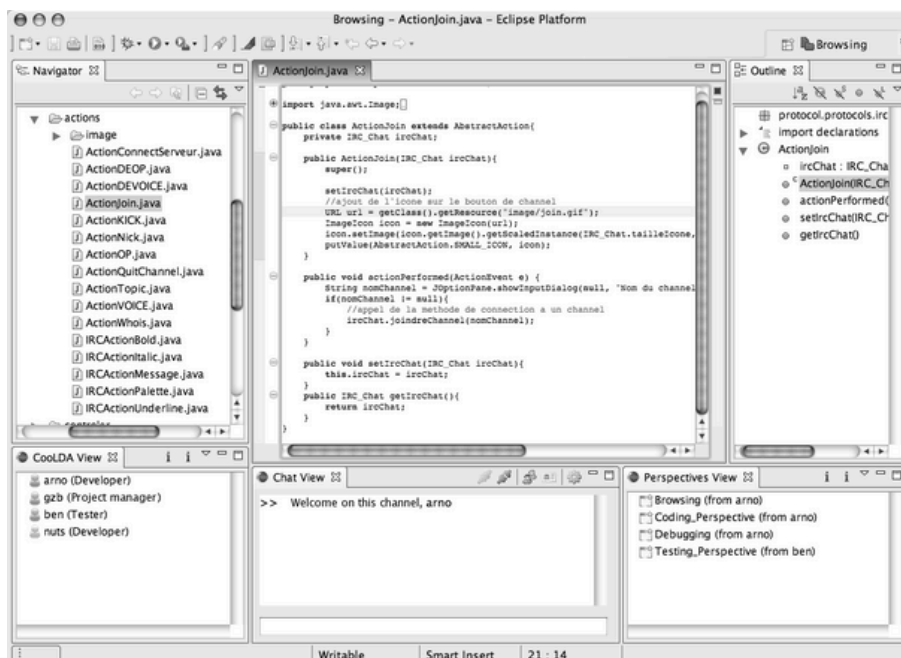 Browsing - ActionJoin.java - Eclipse Platform
Browsing
Navigator
actions
image
ActionConnectServeur.java
ActionDEOP.java
ActionDEVOICE.java
ActionJoin.java
ActionKICK.java
ActionNick.java
ActionOP.java
ActionQuitChannel.java
ActionTopic.java
ActionVOICE.java
ActionWhois.java
IRCActionBold.java
IRCActionItalic.java
IRCActionMessage.java
IRCActionPalette.java
IRCActionUnderline.java
ActionJoin.java
import java.awt.Image;
public class ActionJoin extends AbstractAction{
private IRC_Chat ircChat;
public ActionJoin(IRC_Chat ircChat){
super();
setIrcChat(ircChat);
//ajout de l'icone sur le bouton de channel
URL url = getClass().getResource("image/join.gif");
ImageIcon icon = new ImageIcon(url);
icon.setImage(icon.getImage().getScaledInstance(IRC_Chat.tailleIcone,
putValue(AbstractAction.SMALL_ICON, icon);
}
public void actionPerformed(ActionEvent e) {
String nomChannel = JOptionPane.showInputDialog(null, "Nom du channel
if(nomChannel != null){
//appel de la methode de connection a un channel
ircChat.joindreChannel(nomChannel);
}
}
public void setIrcChat(IRC_Chat ircChat){
this.ircChat = ircChat;
}
public IRC_Chat getIrcChat(){
return ircChat;
}
}
Outline
protocol.protocols.irc
import declarations
ActionJoin
ircChat : IRC_Cha
ActionJoin(IRC_Ch
actionPerformed(
setIrcChat(IRC_Ch
getIrcChat()
CooLDA View
arno (Developer)
gzb (Project manager)
ben (Tester)
nuts (Developer)
Chat View
>> Welcome on this channel, arno
Perspectives View
Browsing (from arno)
Coding_Perspective (from arno)
Debugging (from arno)
Testing_Perspective (from ben)
Writable Smart Insert 21 : 14